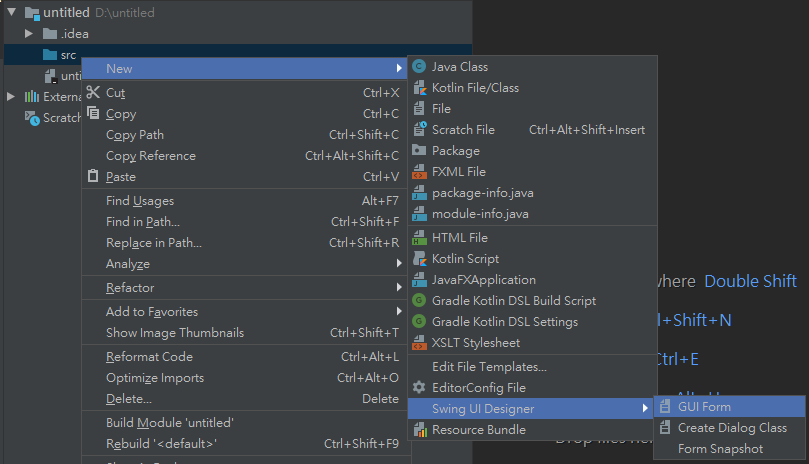 untitled D:\untitled
.idea
src
unti
Externa
Scratch
New
Cut Ctrl+X
Copy Ctrl+C
Copy Path Ctrl+Shift+C
Copy Reference Ctrl+Alt+Shift+C
Paste Ctrl+V
Find Usages Alt+F7
Find in Path... Ctrl+Shift+F
Replace in Path... Ctrl+Shift+R
Analyze
Refactor
Add to Favorites
Show Image Thumbnails Ctrl+Shift+T
Reformat Code Ctrl+Alt+L
Optimize Imports Ctrl+Alt+O
Delete... Delete
Build Module 'untitled'
Rebuild '<default>' Ctrl+Shift+F9
Java Class
Kotlin File/Class
File
Scratch File Ctrl+Alt+Shift+Insert
Package
FXML File
package-info.java
module-info.java
HTML File
Kotlin Script
JavaFXApplication
Gradle Kotlin DSL Build Script
Gradle Kotlin DSL Settings
XSLT Stylesheet
Edit File Templates...
EditorConfig File
Swing UI Designer
Resource Bundle
GUI Form
Create Dialog Class
Form Snapshot
where Double Shift
l+Shift+N
Ctrl+E